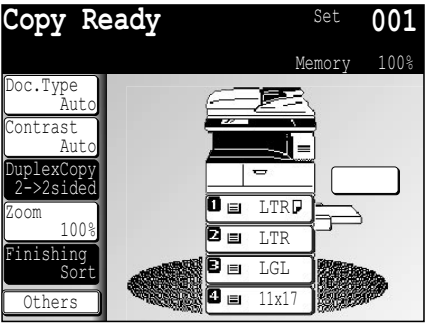 Copy Ready
Set 001
Memory 100%
Doc.Type
Auto
Contrast
Auto
DuplexCopy
2->2sided
Zoom
100%
Finishing
Sort
Others
1 LTR
2 LTR
3 LGL
4 11x17